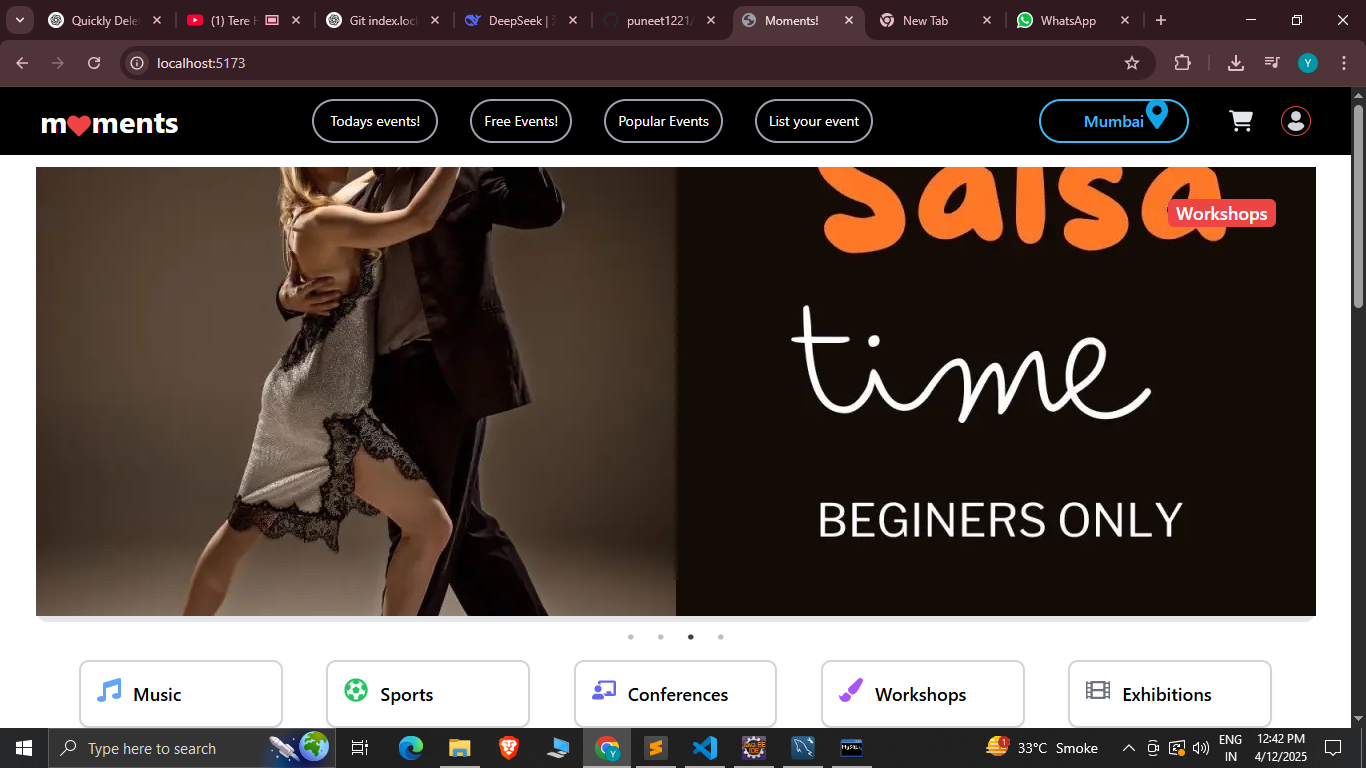 Quickly Delet
(1) Tere H
Git index.loc
DeepSeek |
puneet1221/
Moments!
New Tab
WhatsApp
localhost:5173
Y
m♥ments
Todays events!
Free Events!
Popular Events
List your event
Mumbai
Salsa
Workshops
time
BEGINERS ONLY
Music
Sports
Conferences
Workshops
Exhibitions
Type here to search
33°C Smoke
ENG
IN
12:42 PM
4/12/2025